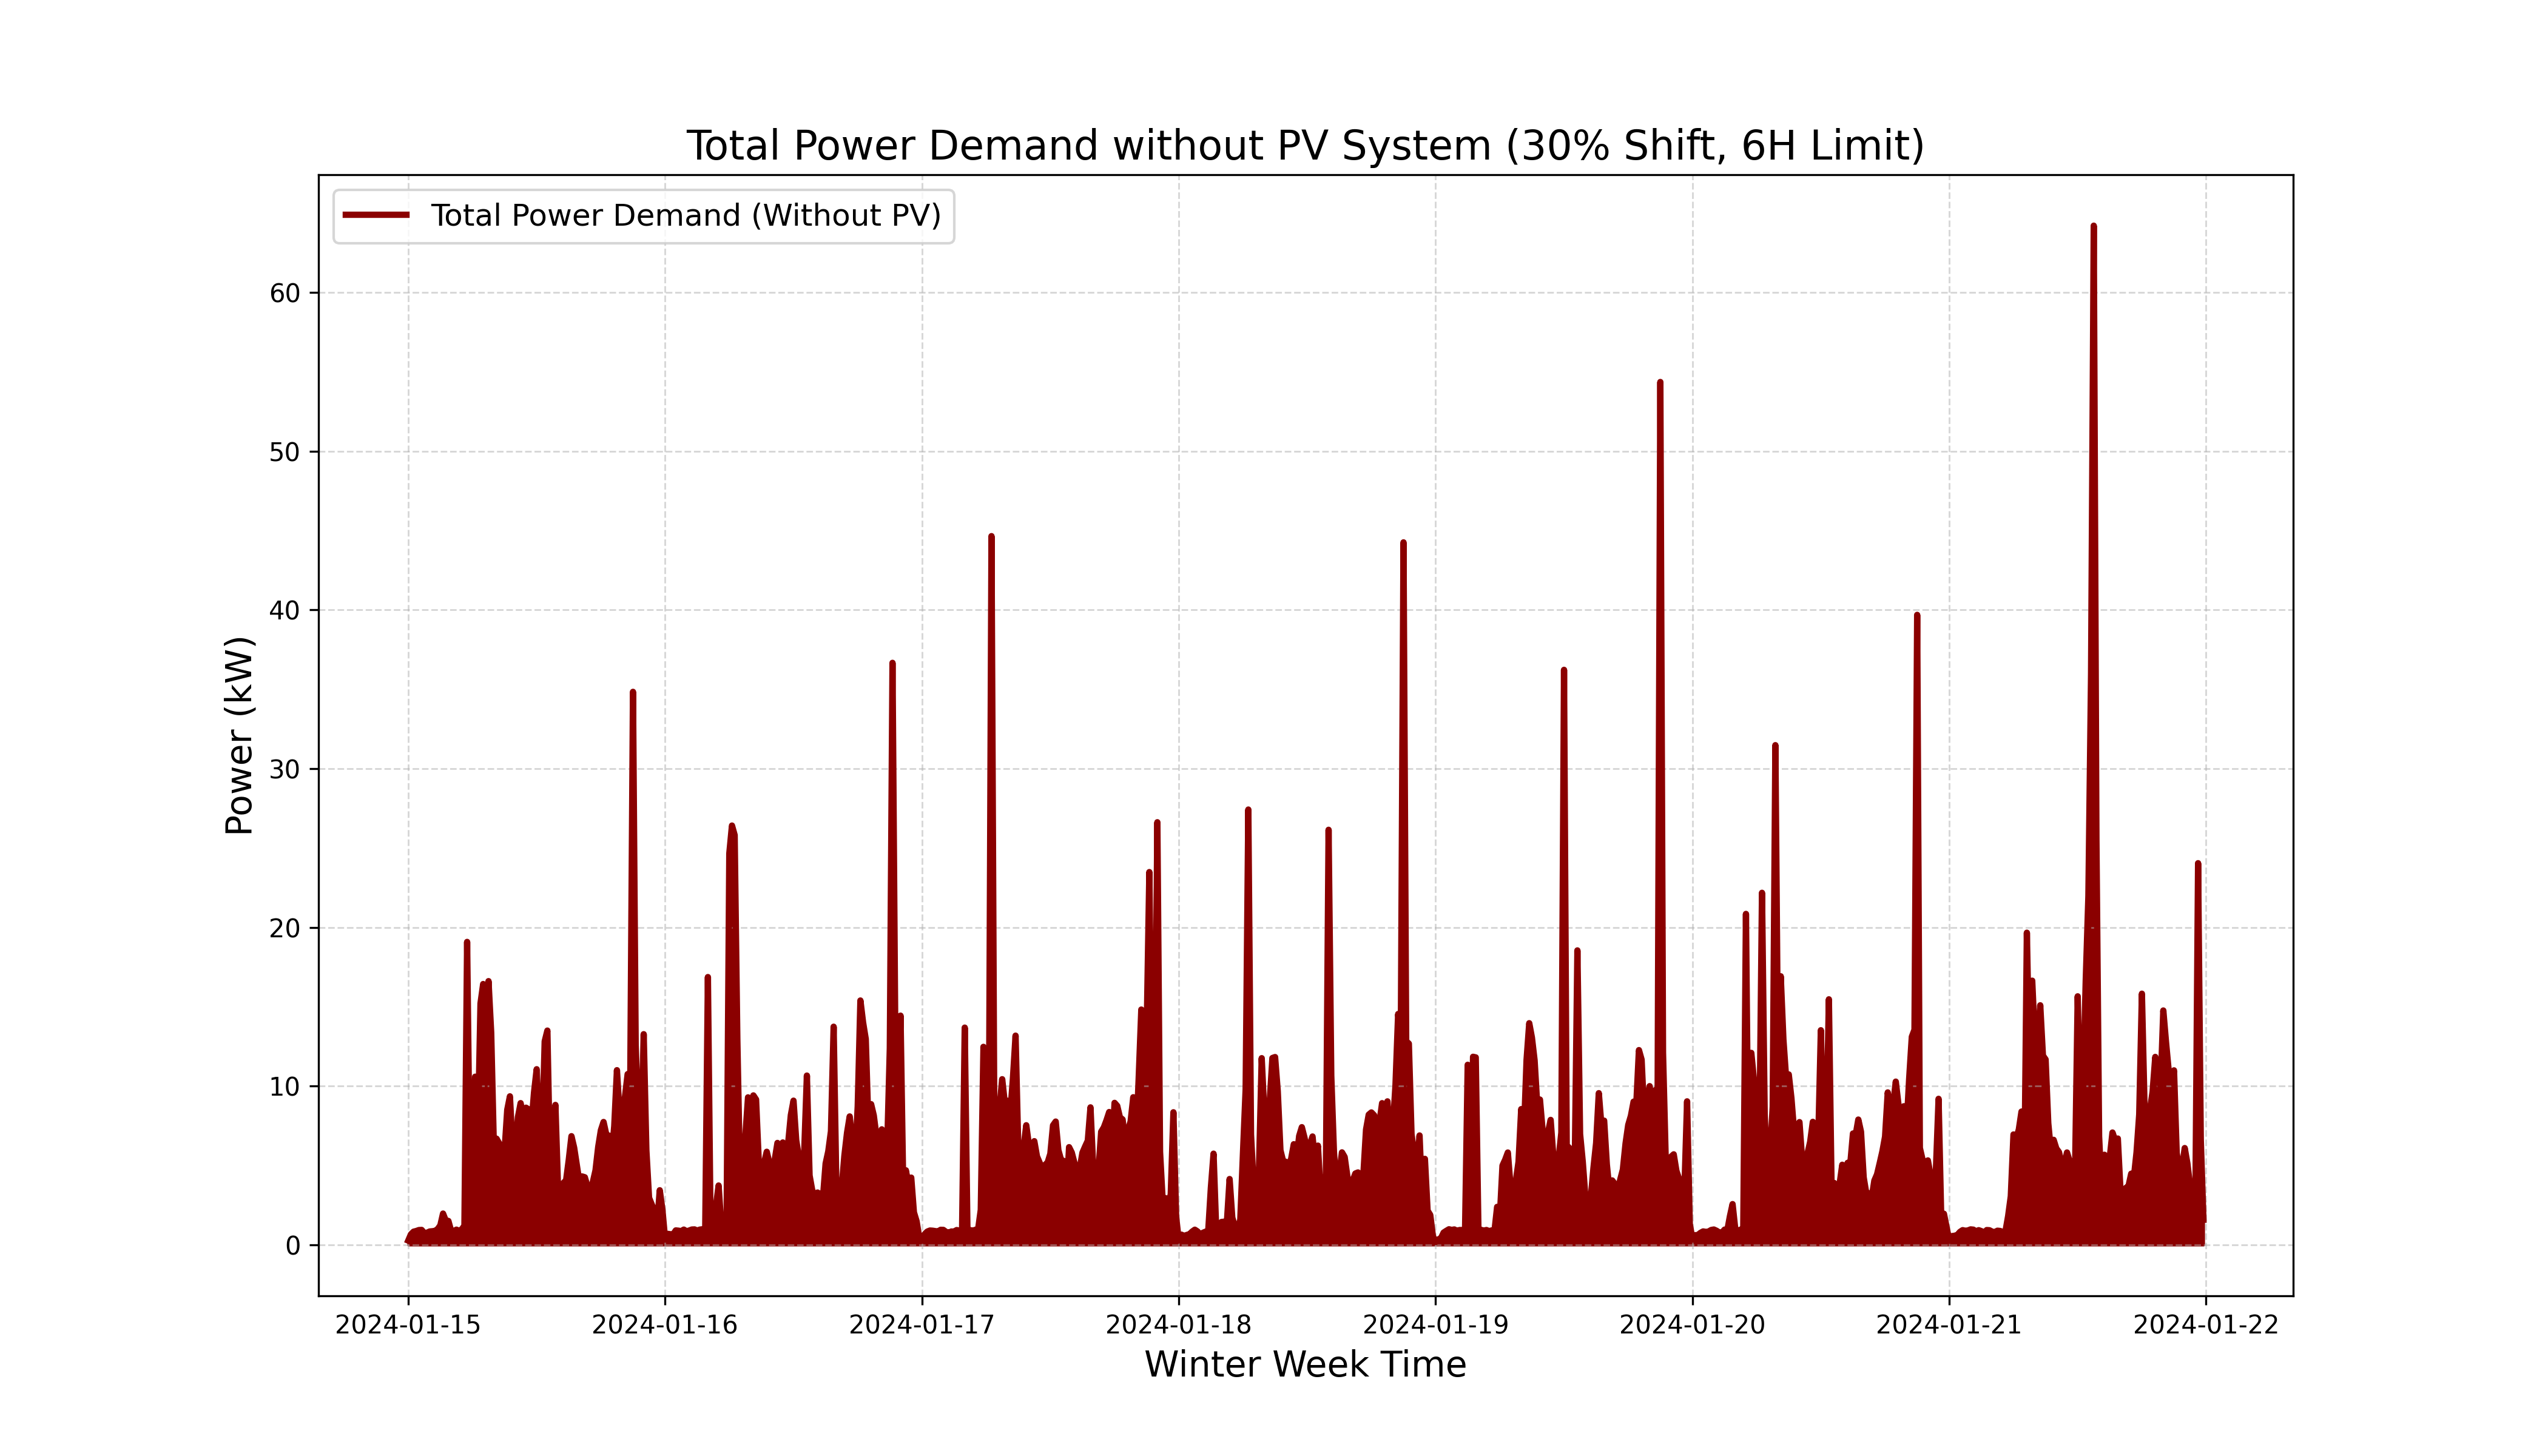 Total Power Demand without PV System (30% Shift, 6H Limit)
Total Power Demand (Without PV)
60
50
40
30
20
10
0
Power (kW)
2024-01-15 2024-01-16 2024-01-17 2024-01-18 2024-01-19 2024-01-20 2024-01-21 2024-01-22
Winter Week Time